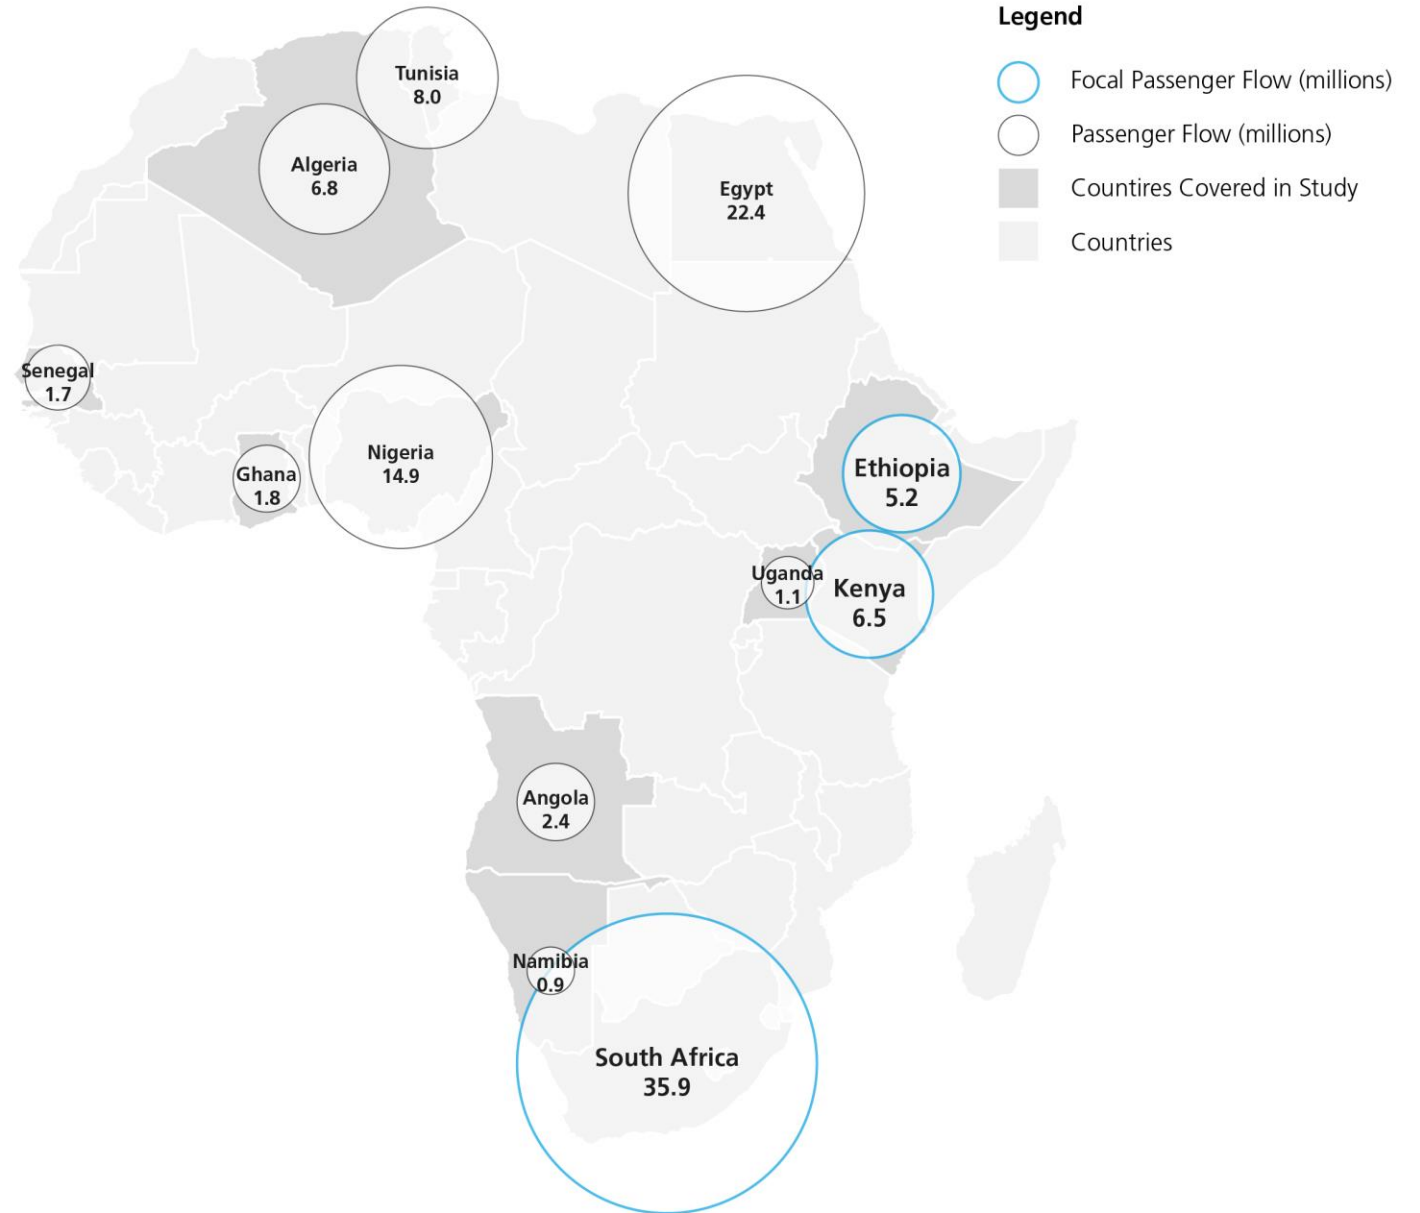 Legend
Focal Passenger Flow (millions)
Passenger Flow (millions)
Countires Covered in Study
Countries
Tunisia
8.0
Algeria
6.8
Egypt
22.4
Senegal
1.7
Ghana
1.8
Nigeria
14.9
Ethiopia
5.2
Uganda
1.1
Kenya
6.5
Angola
2.4
Namibia
0.9
South Africa
35.9